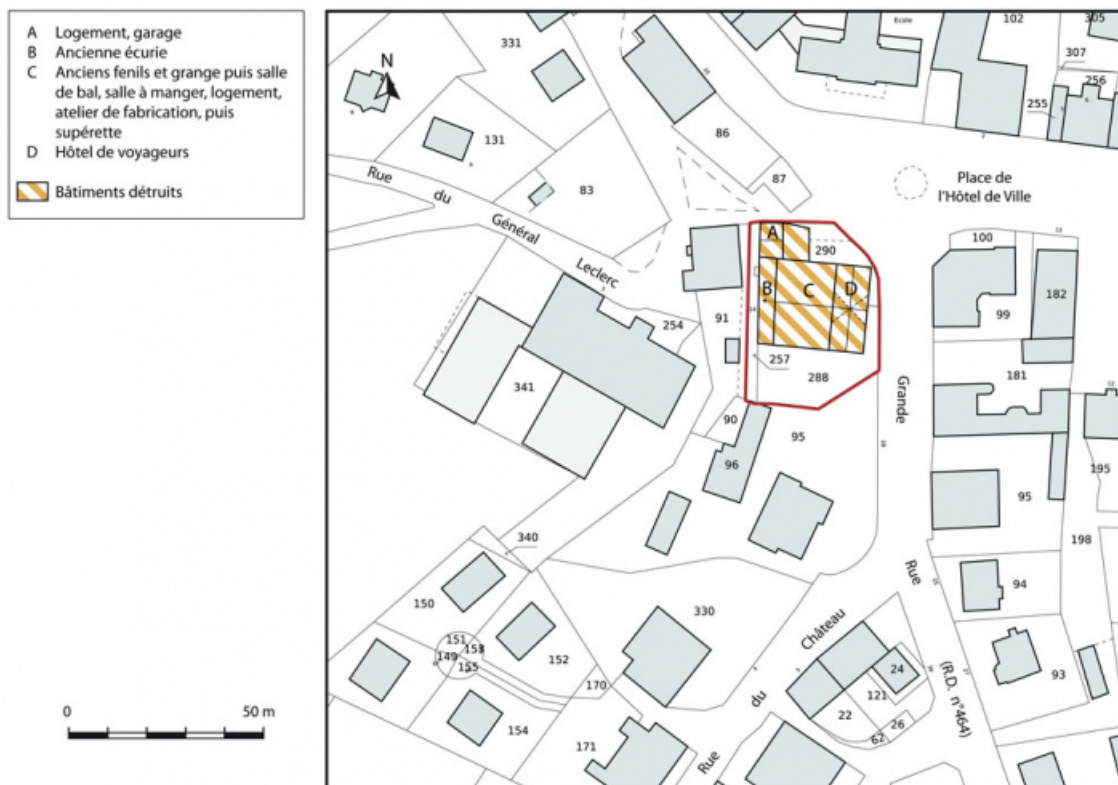 A Logement, garage
B Ancienne écurie
C Anciens fenils et grange puis salle
de bal, salle à manger, logement,
atelier de fabrication, puis
supérette
D Hôtel de voyageurs
Bâtiments détruits
0 50 m
N
331
131
83
86
87
Ecole
102
305
307
256
255
Place de
l'Hôtel de Ville
Rue
du
Général
Leclerc
A
290
B
C
D
100
182
99
254
91
257
288
341
181
Grande
90
95
96
195
95
198
340
Rue
94
150
151
153
149
155
152
330
Château
24
93
170
121
(R.D. n°464)
154
22
26
du
62
171
Rue